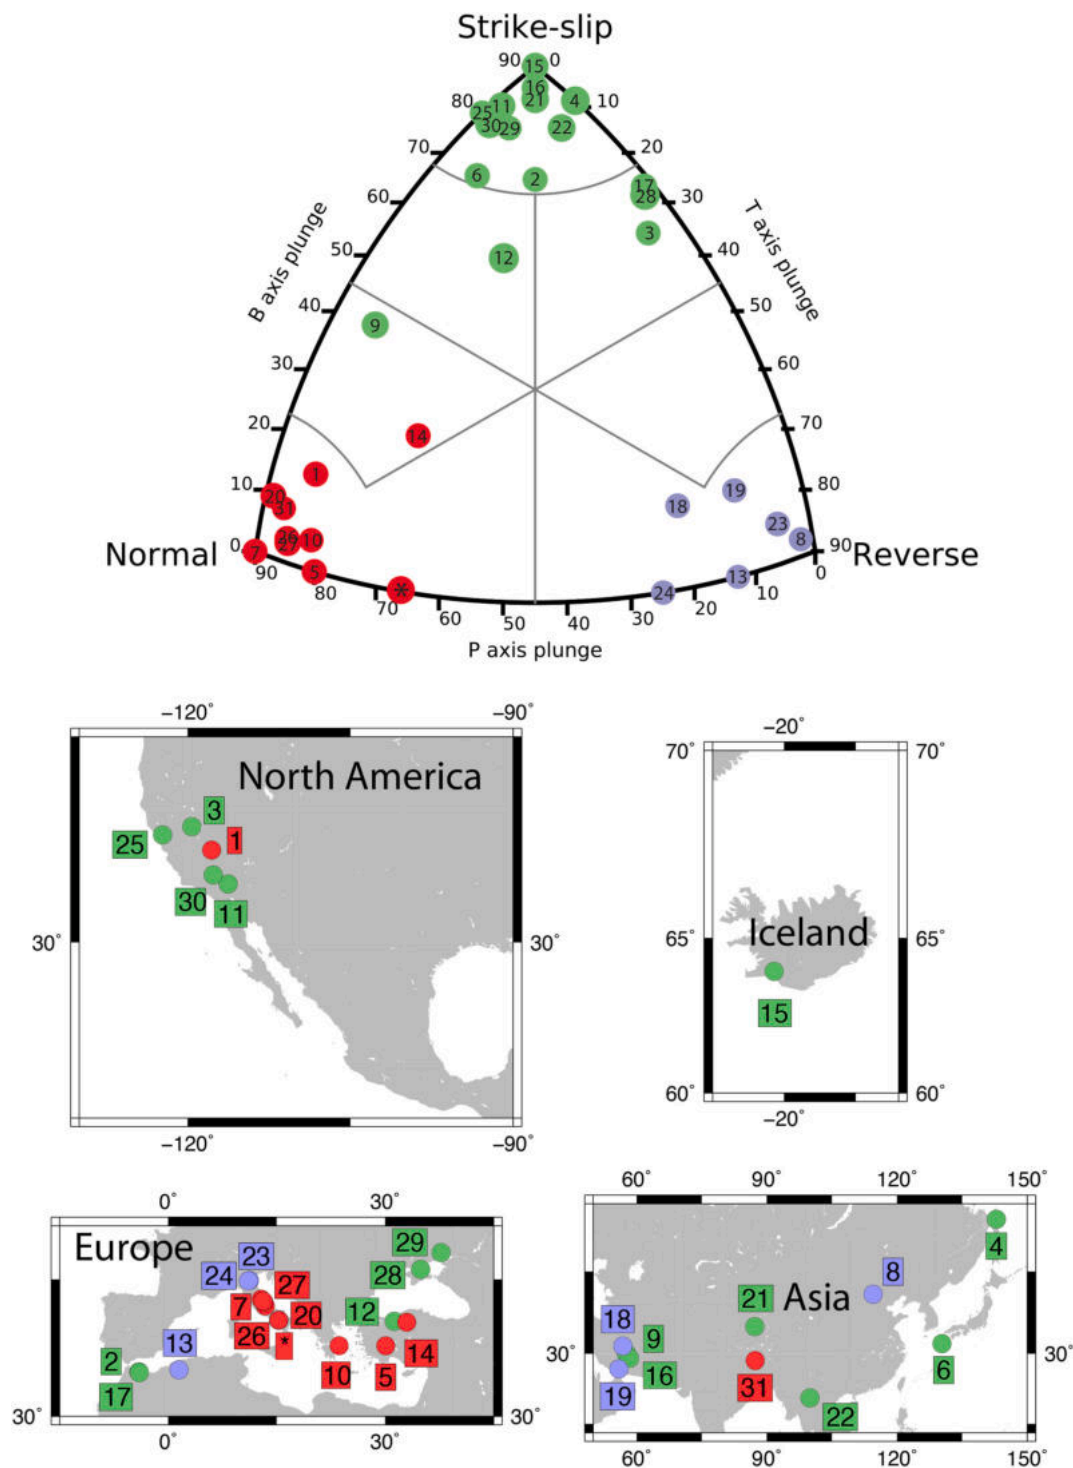 Strike-slip
90 15 0
16
80 11 21 4 10
25
30 29 22
70 20
6 2 17
60 28 30
3
B axis plunge
T axis plunge
50 12 40
40 9 50
30 60
20 14 70
1
10 20 19 80
31 18
23
26 8
27 10
Normal 0 7 90 Reverse
90 5 13 0
80 * 24 10
70 20
60 30
50 40
P axis plunge
−120° −90°
North America
3
25 1
30
11
30° 30°
−120° −90°
−20°
70° 70°
Iceland
65° 65°
15
60° 60°
−20°
0° 30°
Europe 23 29
24 27 28
7 20 12
26 * 14
13
2 10 5
17
30° 30°
0° 30°
60° 90° 120° 150°
4
8
21 Asia
18 9
30° 30°
16 31 6
19
22
60° 90° 120° 150°